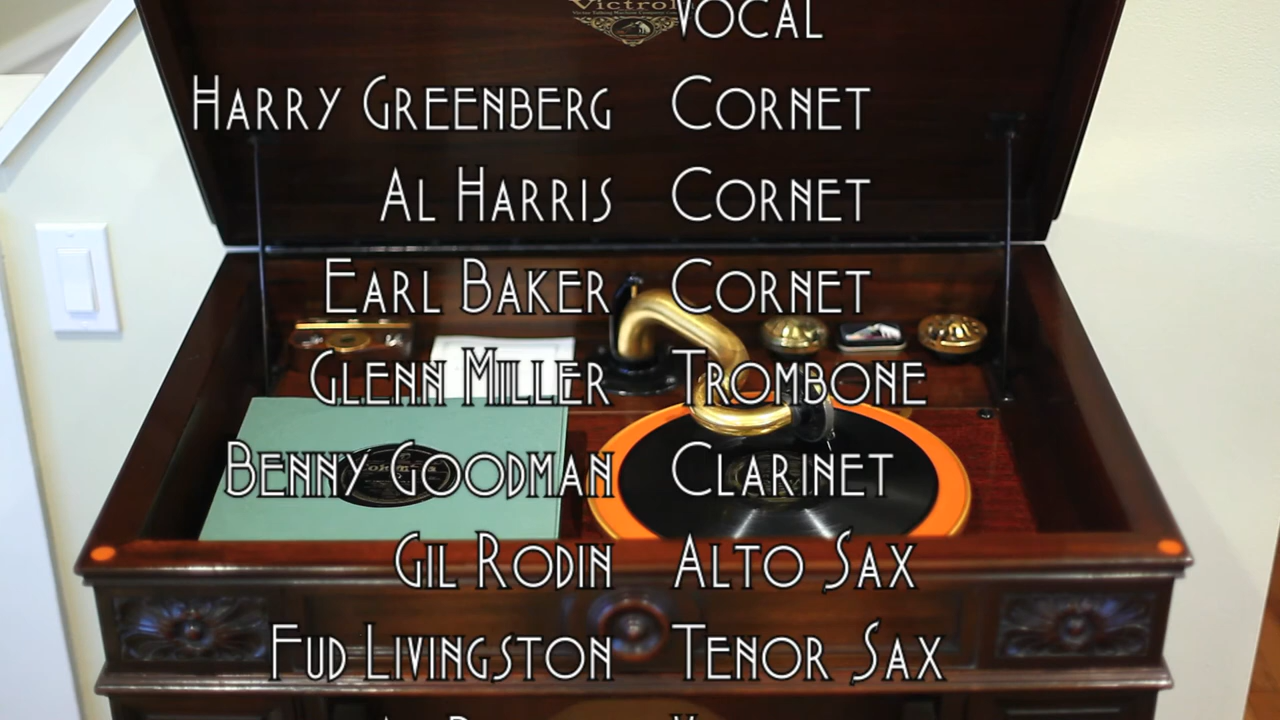 Victrola
VOCAL
HARRY GREENBERG CORNET
AL HARRIS CORNET
EARL BAKER CORNET
GLENN MILLER TROMBONE
BENNY GOODMAN CLARINET
GIL RODIN ALTO SAX
FUD LIVINGSTON TENOR SAX